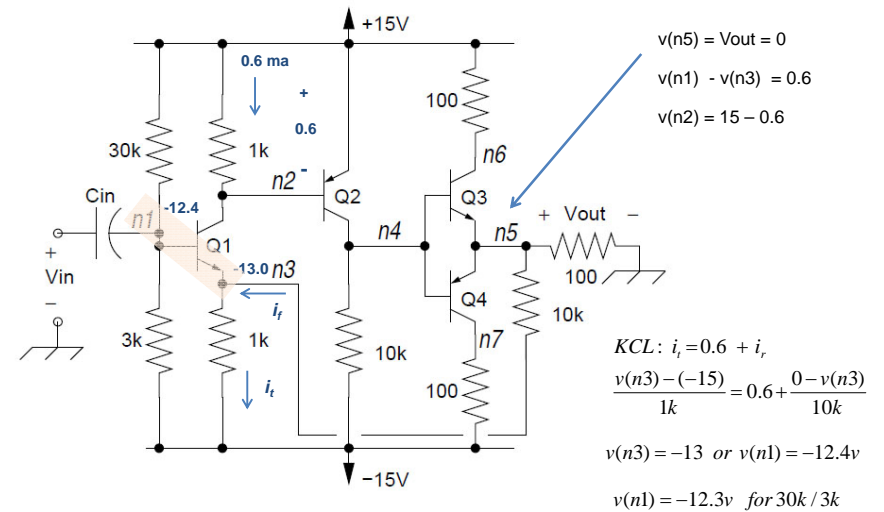 +15V
0.6 ma
+
0.6
-
v(n5) = Vout = 0
v(n1) - v(n3) = 0.6
v(n2) = 15 – 0.6
30k
1k
100
n6
n2
Q2
Q3
Cin
n1
-12.4
Q1
n4
n5
+ Vout −
100
+
Vin
−
-13.0 n3
i_f
Q4
n7
10k
3k
1k
i_t
10k
100
−15V
KCL: i_t = 0.6 + i_r
\frac{v(n3)-(-15)}{1k} = 0.6 + \frac{0-v(n3)}{10k}
v(n3) = −13 or v(n1) = −12.4v
v(n1) = −12.3v for 30k / 3k